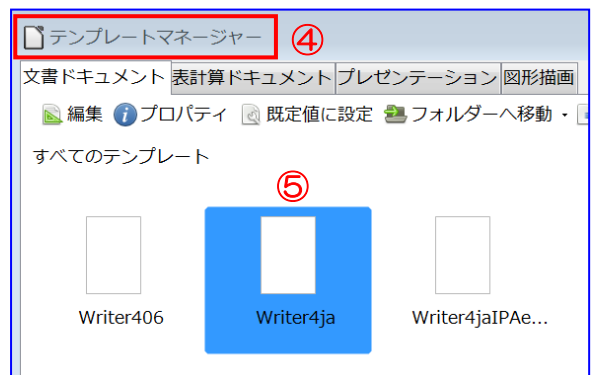 テンプレートマネージャー ④
文書ドキュメント 表計算ドキュメント プレゼンテーション 図形描画
編集 プロパティ 既定値に設定 フォルダーへ移動
すべてのテンプレート
⑤
Writer406 Writer4ja Writer4jaIPAe...